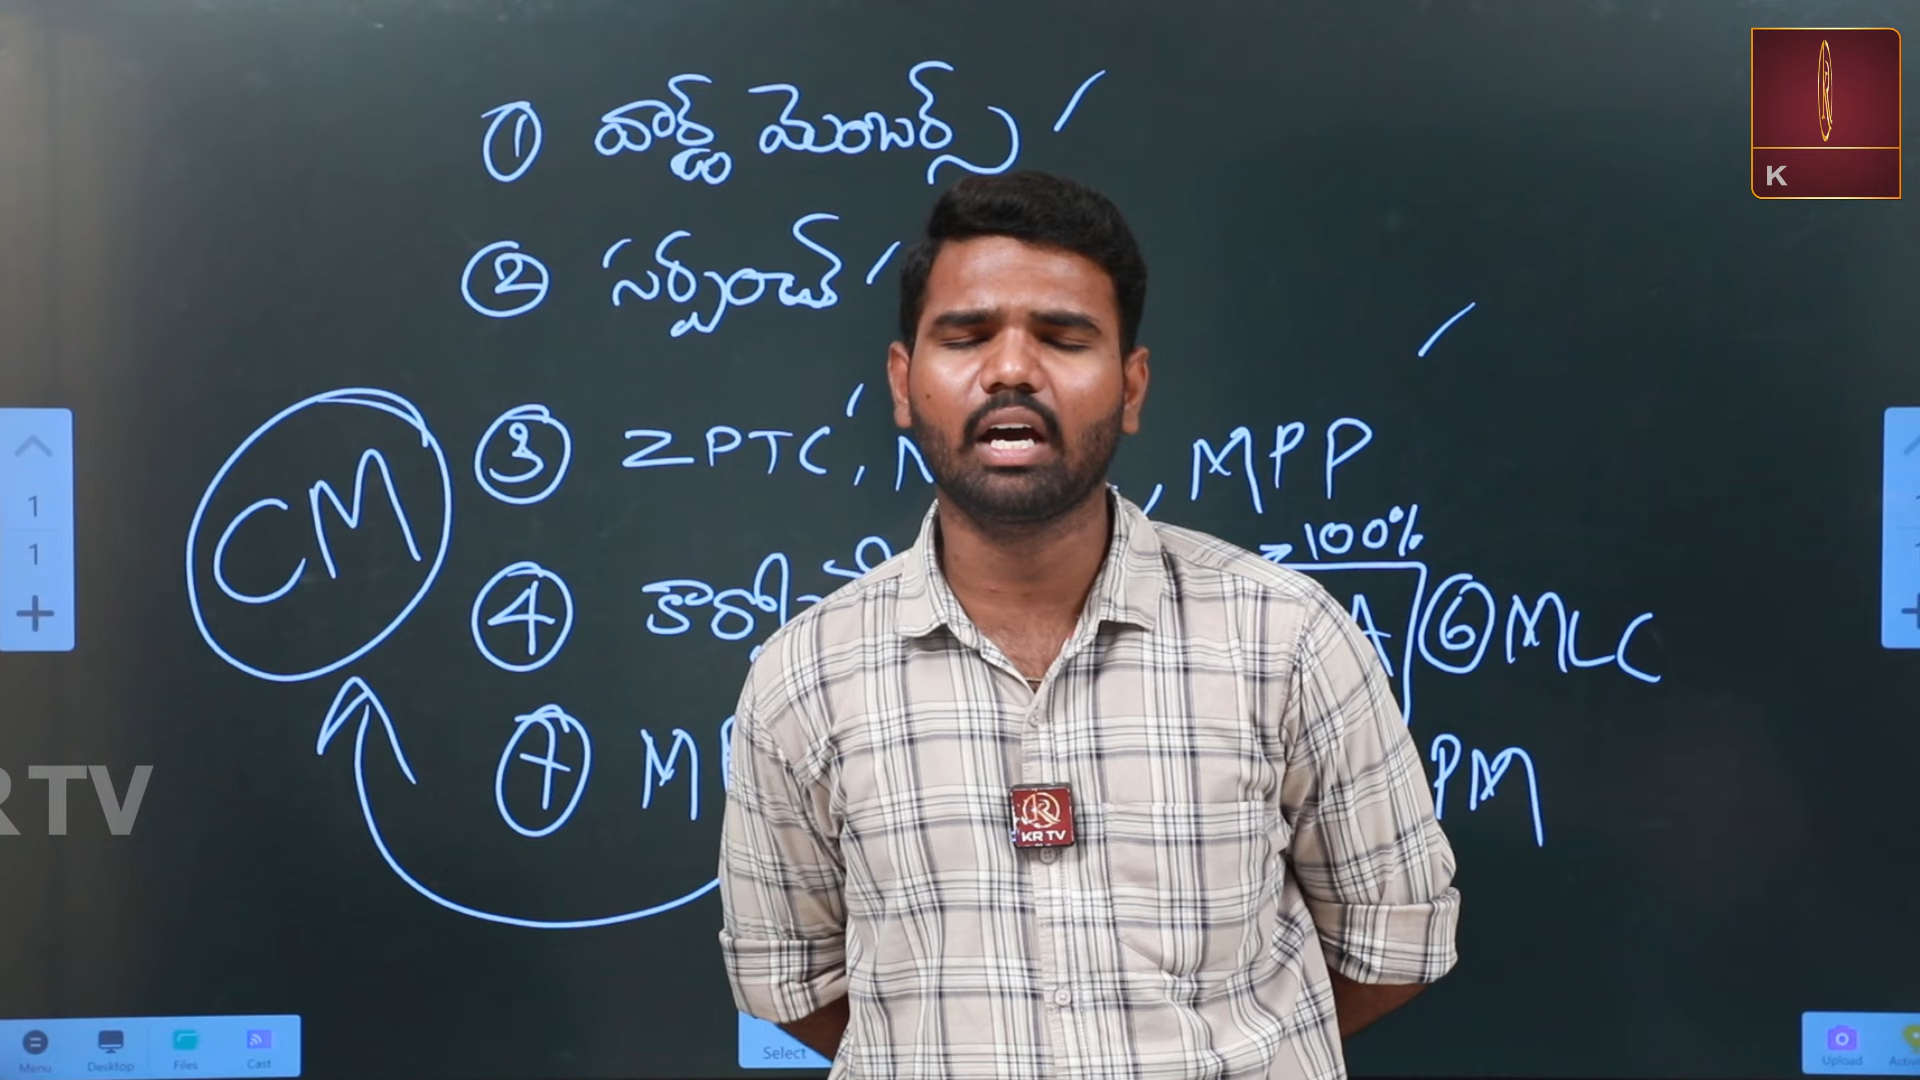 K
① వార్డ్ మెంబర్స్
② సర్పంచ్
③ ZPTC, MPP
100%
CM
④ కార్పొ
⑥ MLC
⑦ M
PM
1
1
KR TV
RTV
Select
Menu Desktop Files Cast
Upload